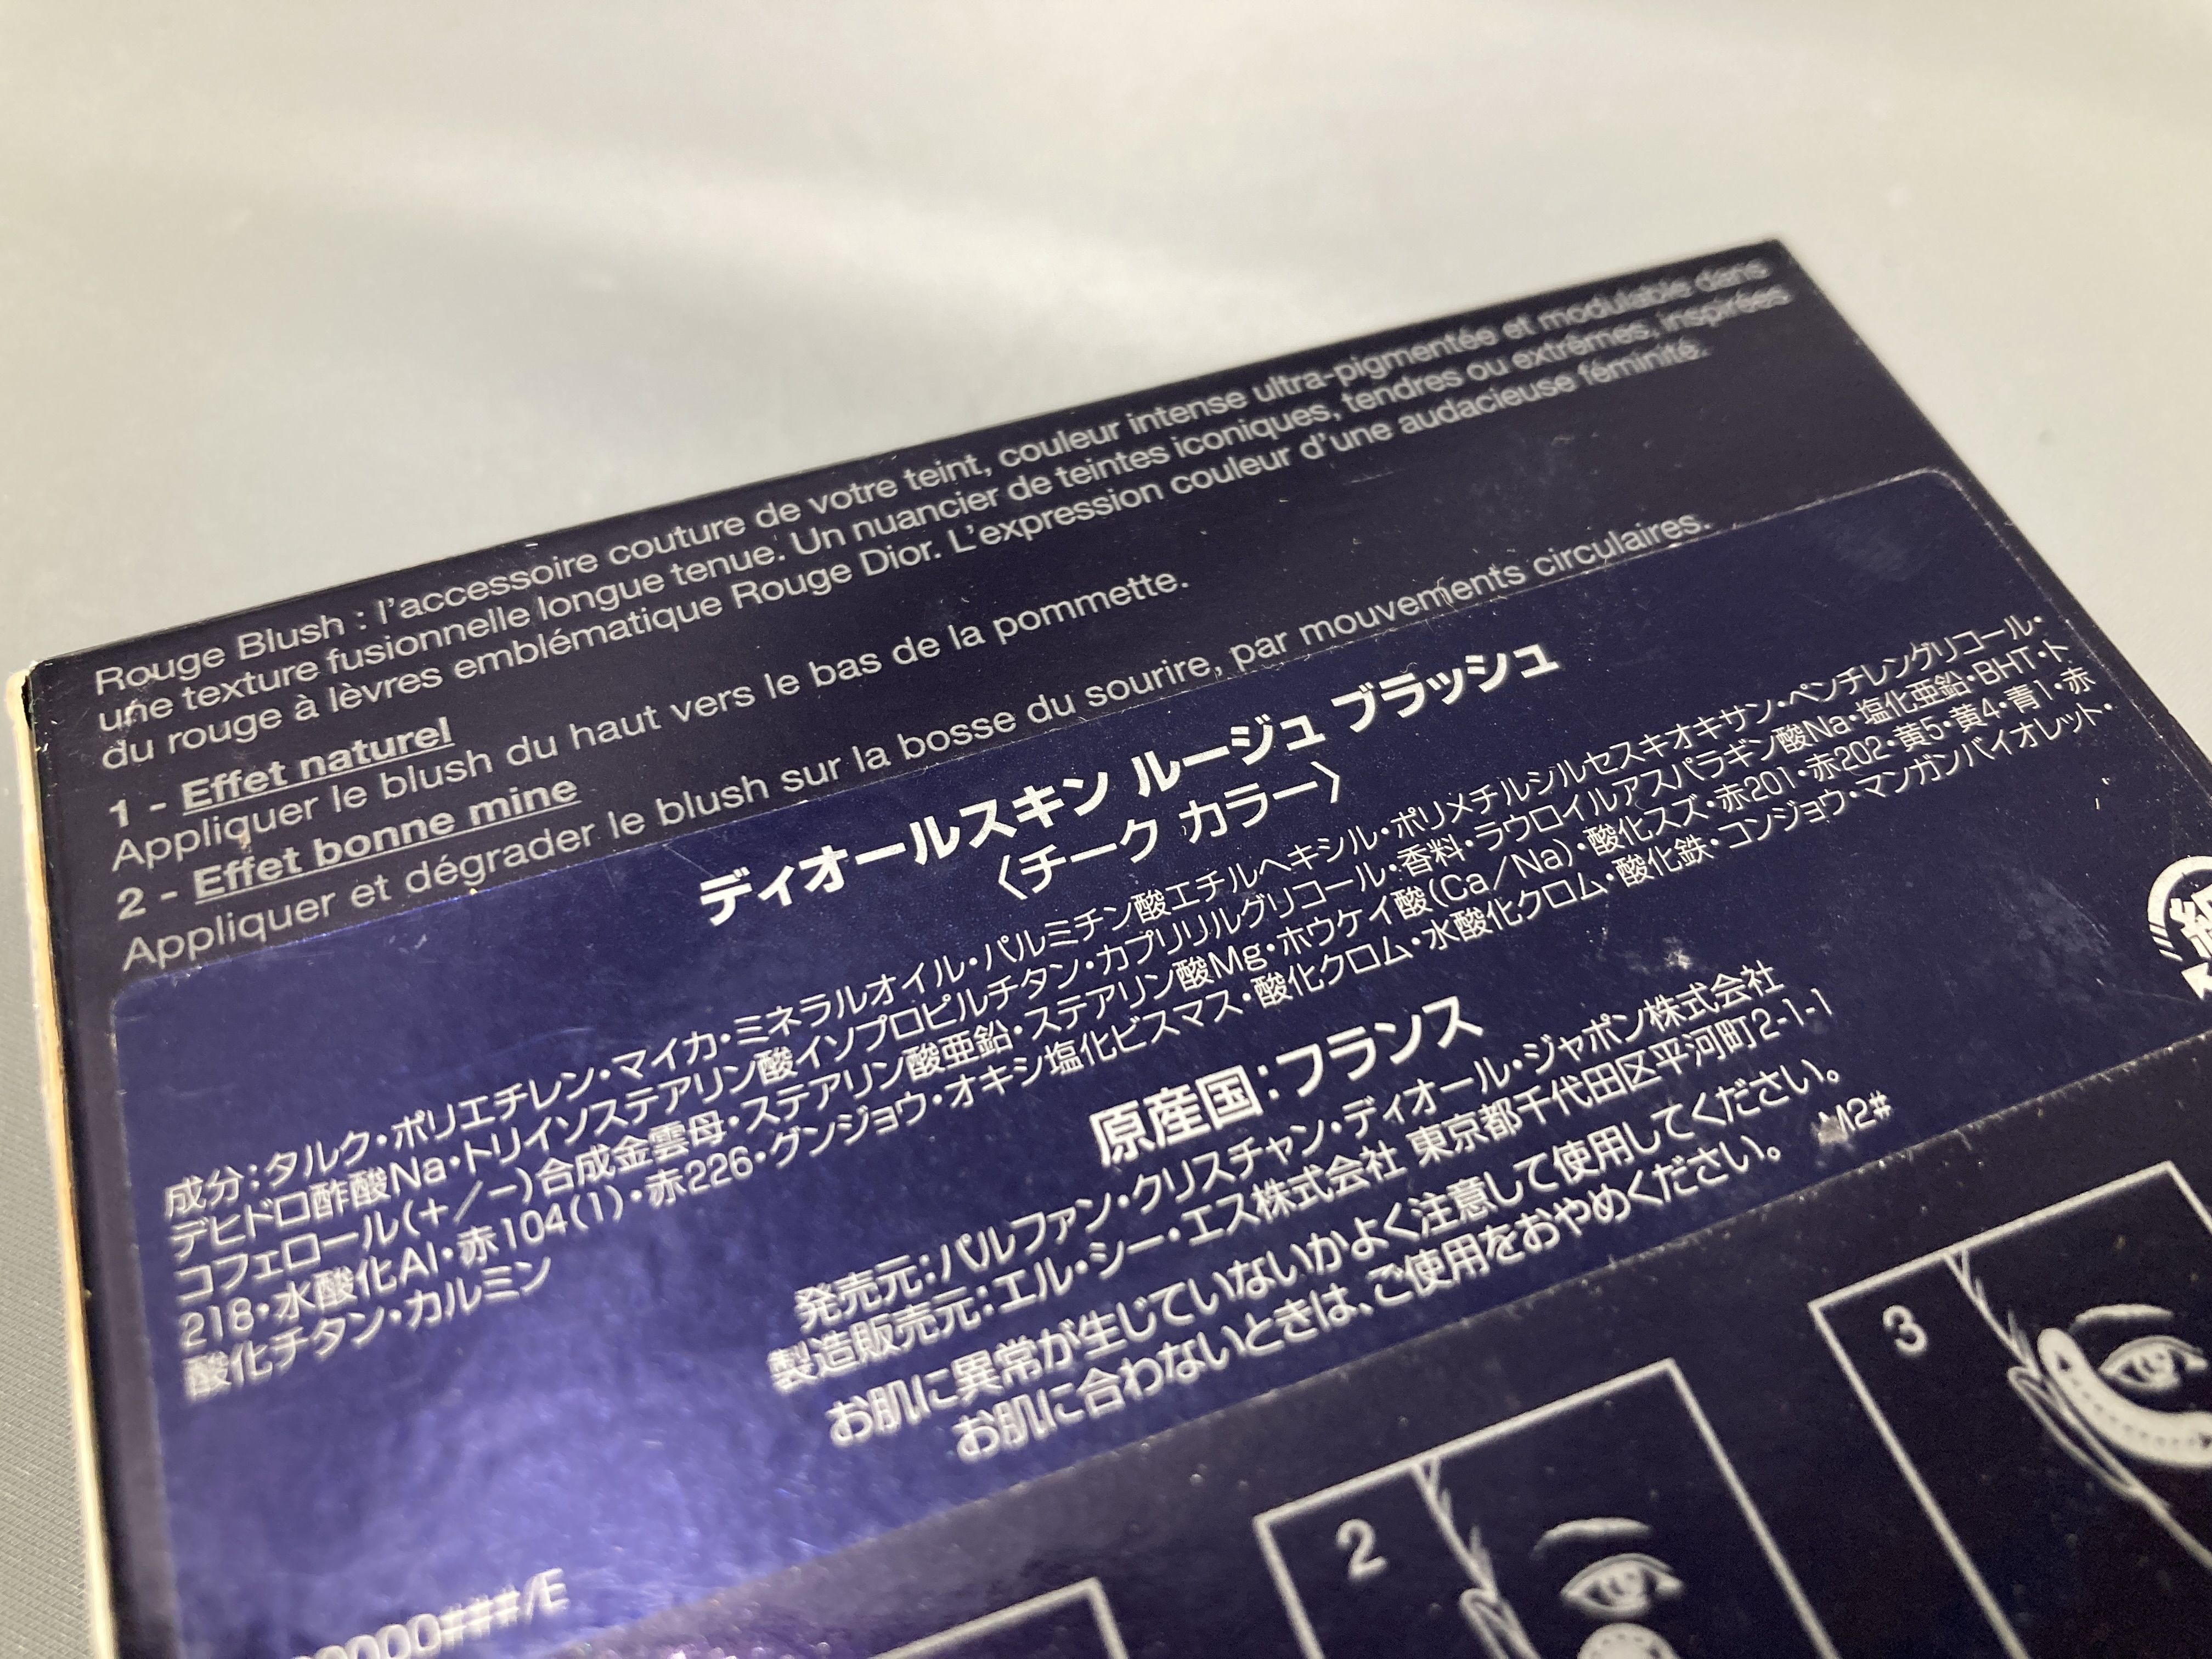 Rouge Blush : l'accessoire couture de votre teint, couleur intense ultra-pigmentée et modulable dans
une texture fusionnelle longue tenue. Un nuancier de teintes iconiques, tendres ou extrêmes, inspirées
du rouge à lèvres emblématique Rouge Dior. L'expression couleur d'une audacieuse féminité.
1 - Effet naturel
Appliquer le blush du haut vers le bas de la pommette.
2 - Effet bonne mine
Appliquer et dégrader le blush sur la bosse du sourire, par mouvements circulaires.
ディオールスキン ルージュ ブラッシュ
〈チーク カラー〉
成分:タルク・ポリエチレン・マイカ・ミネラルオイル・パルミチン酸エチルヘキシル・ポリメチルシルセスキオキサン・ペンチレングリコール・
デヒドロ酢酸Na・トリイソステアリン酸イソプロピルチタン・カプリリルグリコール・香料・ラウロイルアスパラギン酸Na・塩化亜鉛・BHT・ト
コフェロール(+/-)合成金雲母・ステアリン酸亜鉛・ステアリン酸Mg・ホウケイ酸(Ca/Na)・酸化スズ・赤201・赤202・黄5・黄4・青1・赤
218・水酸化Al・赤104(1)・赤226・グンジョウ・オキシ塩化ビスマス・酸化クロム・水酸化クロム・酸化鉄・コンジョウ・マンガンバイオレット・
酸化チタン・カルミン
原産国:フランス
発売元:パルファン・クリスチャン・ディオール・ジャポン株式会社
製造販売元:エル・シー・エス株式会社 東京都千代田区平河町2-1-1
お肌に異常が生じていないかよく注意して使用してください。
お肌に合わないときは、ご使用をおやめください。 M2#
0000###/E
2
3